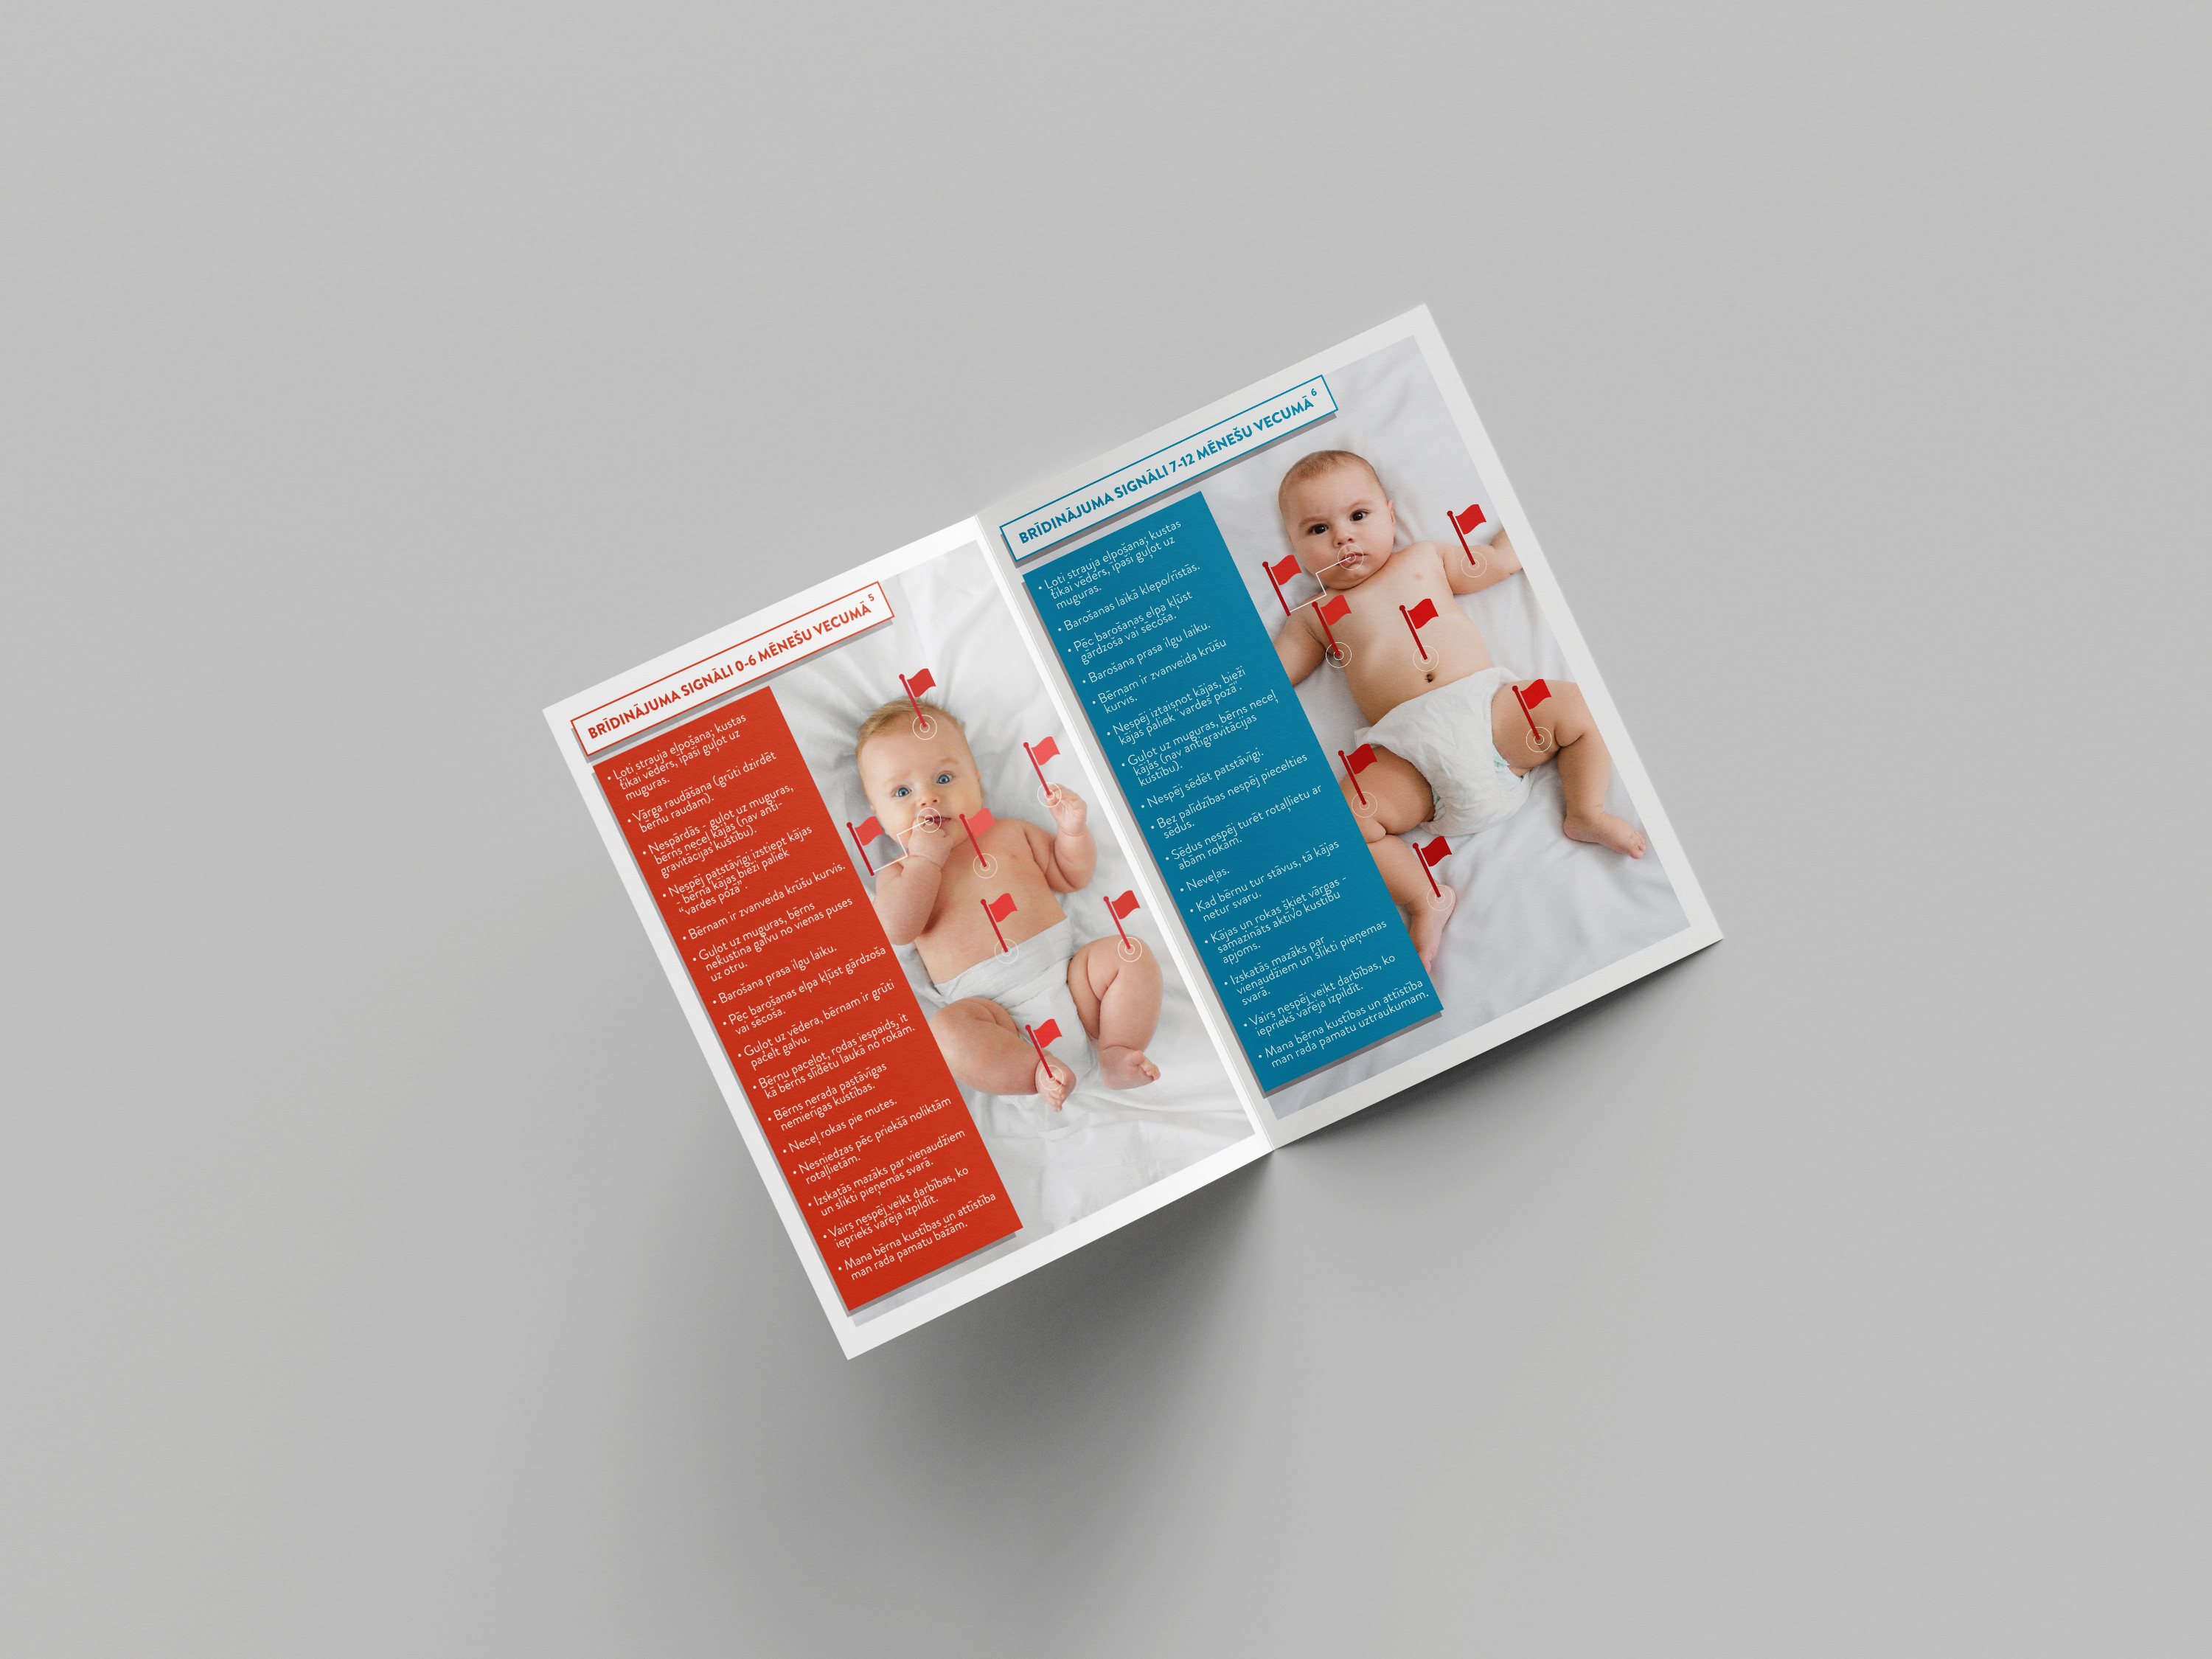 BRĪDINĀJUMA SIGNĀLI 0-6 MĒNEŠU VECUMĀ 5
• Ļoti strauja elpošana; kustas
tikai vēders, īpaši guļot uz
muguras.
• Vārga raudāšana (grūti dzirdēt
bērnu raudam).
• Nespārdās - guļot uz muguras,
bērns neceļ kājas (nav anti-
gravitācijas kustību).
• Nespēj patstāvīgi izstiept kājas
- bērna kājas bieži paliek
“vardes pozā”.
• Bērnam ir zvanveida krūšu kurvis.
• Guļot uz muguras, bērns
nekustina galvu no vienas puses
uz otru.
• Barošana prasa ilgu laiku.
• Pēc barošanas elpa kļūst gārdzoša
vai sēcoša.
• Guļot uz vēdera, bērnam ir grūti
pacelt galvu.
• Bērnu paceļot, rodas iespaids, it
kā bērns slīdētu laukā no rokām.
• Bērns nerada pastāvīgas
nemierīgas kustības.
• Neceļ rokas pie mutes.
• Nesniedzas pēc priekšā noliktām
rotaļlietām.
• Izskatās mazāks par vienaudžiem
un slikti pieņemas svarā.
• Vairs nespēj veikt darbības, ko
iepriekš varēja izpildīt.
• Mana bērna kustības un attīstība
man rada pamatu bažām.
BRĪDINĀJUMA SIGNĀLI 7-12 MĒNEŠU VECUMĀ 6
• Ļoti strauja elpošana; kustas
tikai vēders, īpaši guļot uz
muguras.
• Barošanas laikā klepo/rīstās.
• Pēc barošanas elpa kļūst
gārdzoša vai sēcoša.
• Barošana prasa ilgu laiku.
• Bērnam ir zvanveida krūšu
kurvis.
• Nespēj iztaisnot kājas, bieži
kājas paliek “vardes pozā”.
• Guļot uz muguras, bērns neceļ
kājas (nav antigravitācijas
kustību).
• Nespēj sēdēt patstāvīgi.
• Bez palīdzības nespēj piecelties
sēdus.
• Sēdus nespēj turēt rotaļlietu ar
abām rokām.
• Neveļas.
• Kad bērnu tur stāvus, tā kājas
netur svaru.
• Kājas un rokas šķiet vārgas -
samazināts aktīvo kustību
apjoms.
• Izskatās mazāks par
vienaudžiem un slikti pieņemas
svarā.
• Vairs nespēj veikt darbības, ko
iepriekš varēja izpildīt.
• Mana bērna kustības un attīstība
man rada pamatu uztraukumam.